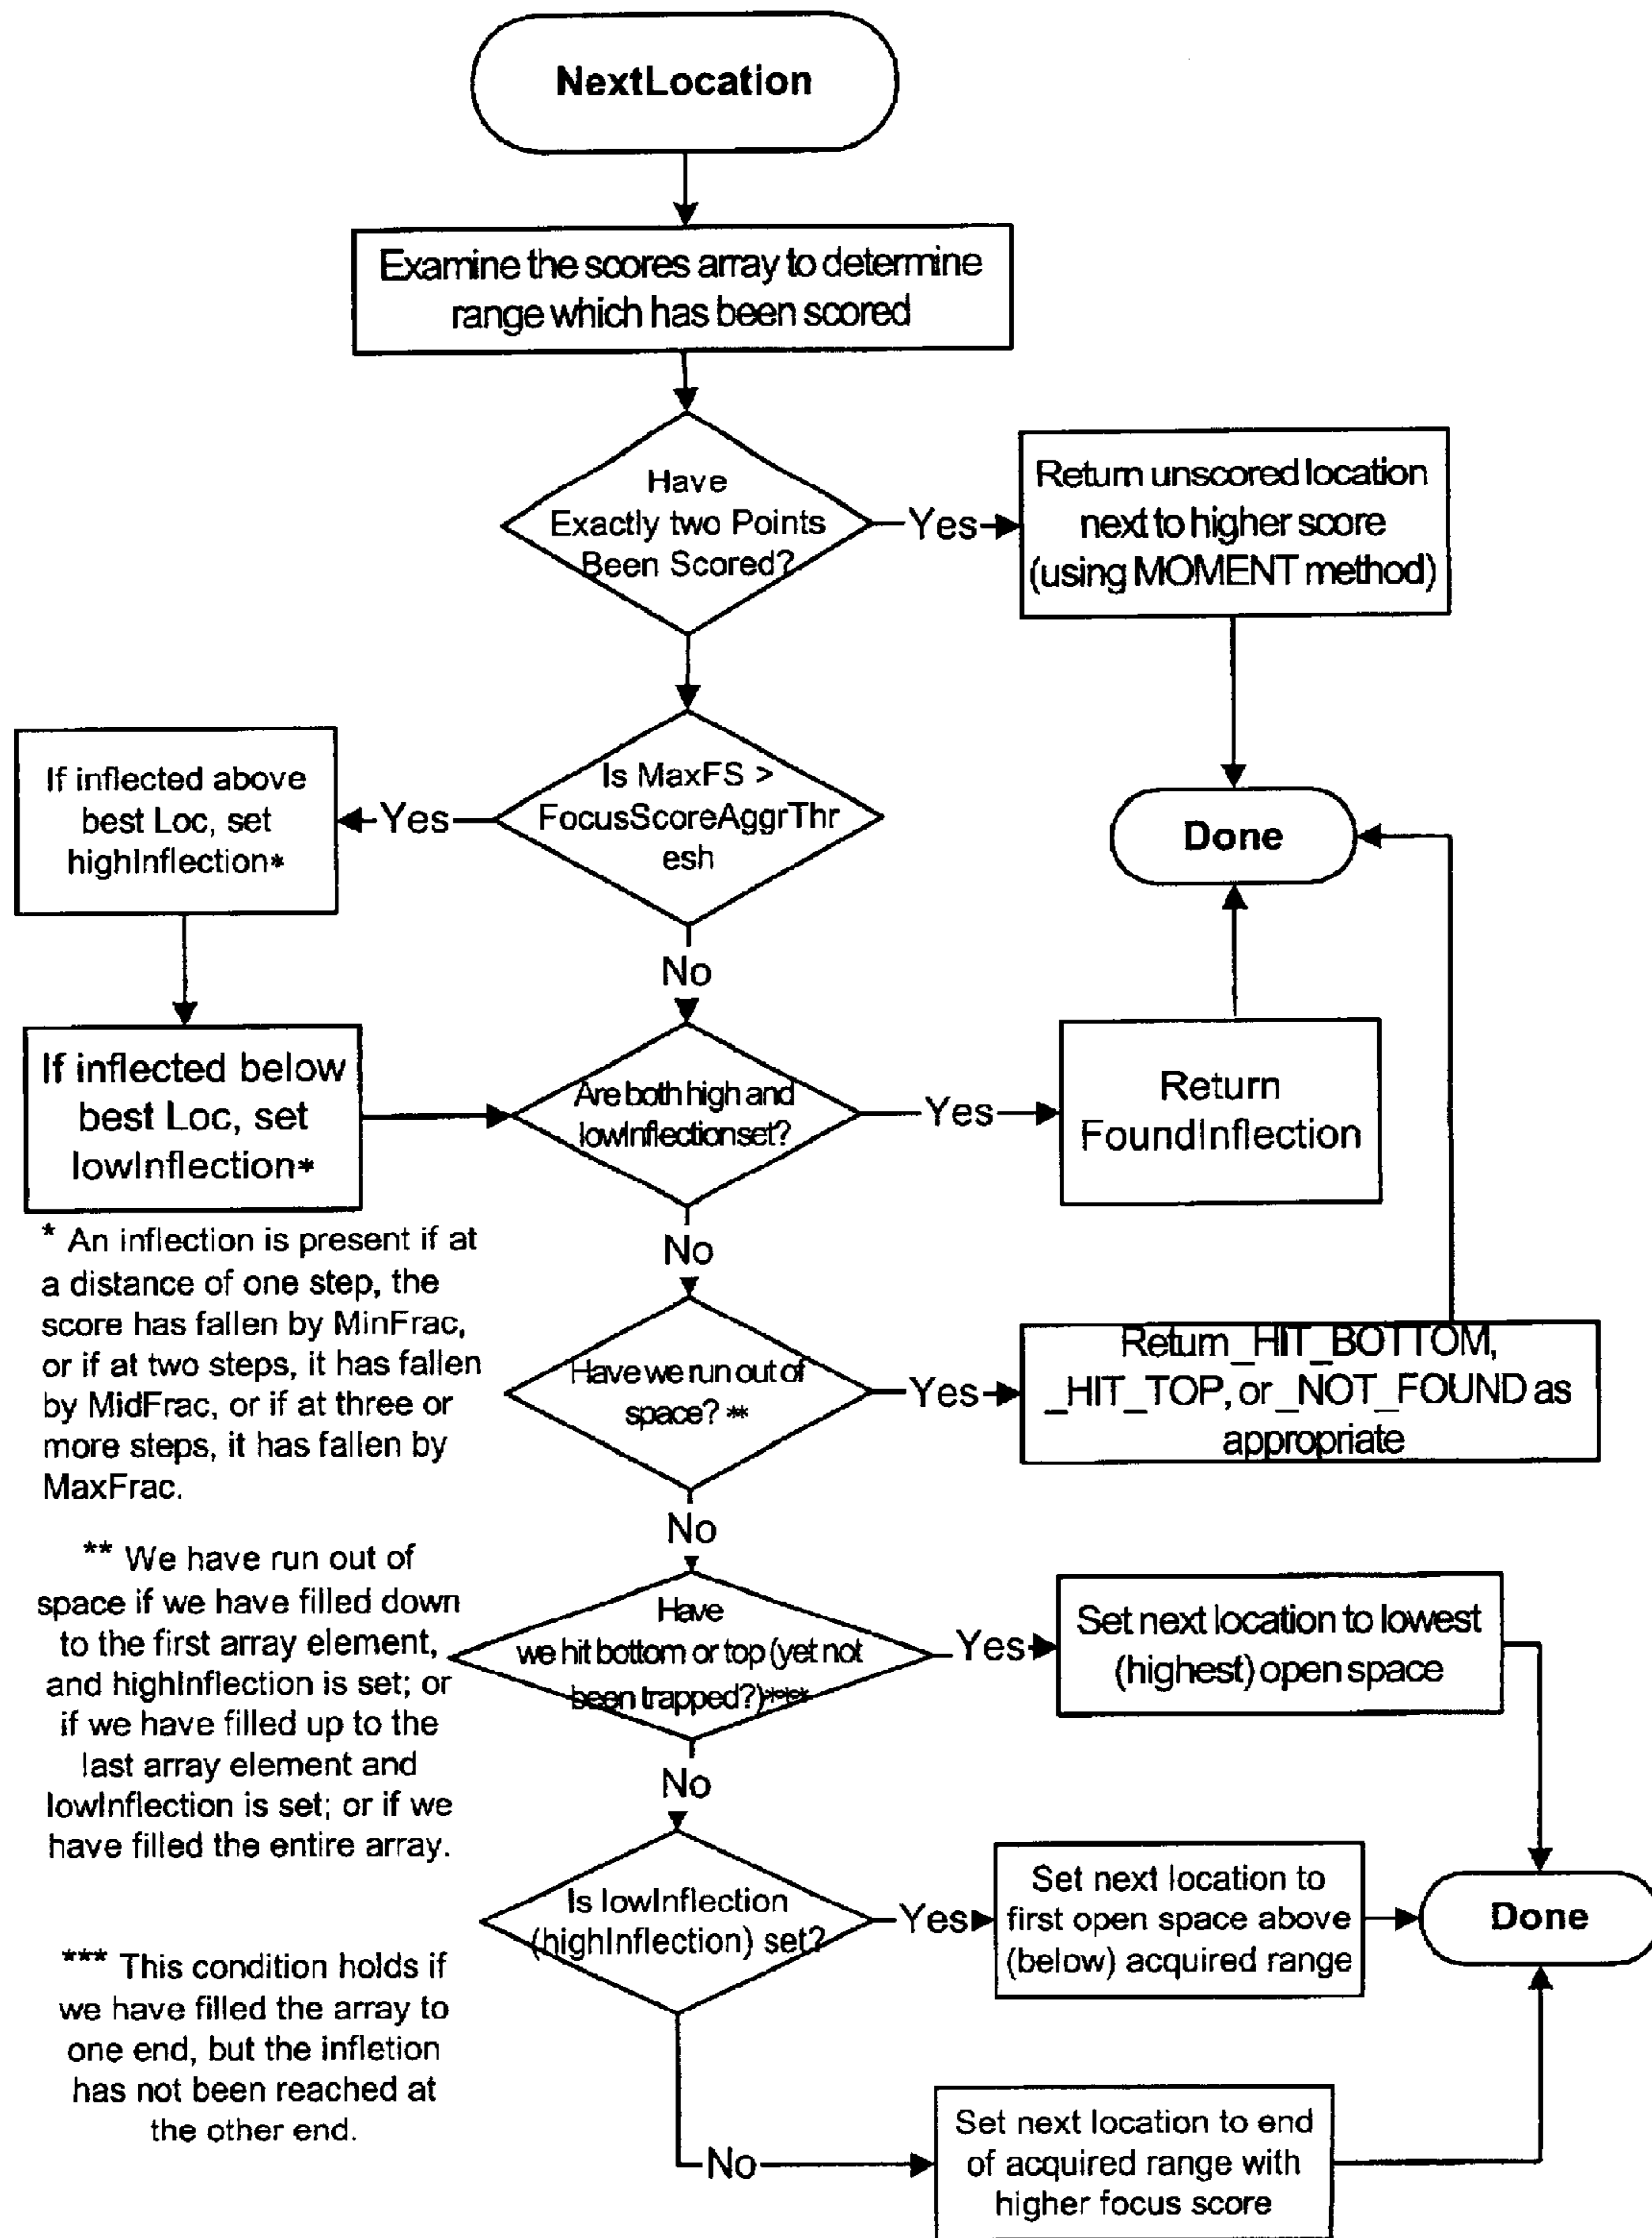 NextLocation
Examine the scores array to determine
range which has been scored
Have
Exactly two Points
Been Scored?
Yes
Return unscored location
next to higher score
(using MOMENT method)
Is MaxFS >
FocusScoreAggrThr
esh
Yes
If inflected above
best Loc, set
highInflection*
Done
No
If inflected below
best Loc, set
lowInflection*
Are both high and
lowInflection set?
Yes
Return
FoundInflection
No
* An inflection is present if at
a distance of one step, the
score has fallen by MinFrac,
or if at two steps, it has fallen
by MidFrac, or if at three or
more steps, it has fallen by
MaxFrac.
Have we run out of
space? **
Yes
Return _HIT_BOTTOM,
_HIT_TOP, or _NOT_FOUND as
appropriate
No
** We have run out of
space if we have filled down
to the first array element,
and highInflection is set; or
if we have filled up to the
last array element and
lowInflection is set; or if we
have filled the entire array.
Have
we hit bottom or top (yet not
been trapped?)***
Yes
Set next location to lowest
(highest) open space
No
Is lowInflection
(highInflection) set?
Yes
Set next location to
first open space above
(below) acquired range
Done
*** This condition holds if
we have filled the array to
one end, but the infletion
has not been reached at
the other end.
No
Set next location to end
of acquired range with
higher focus score